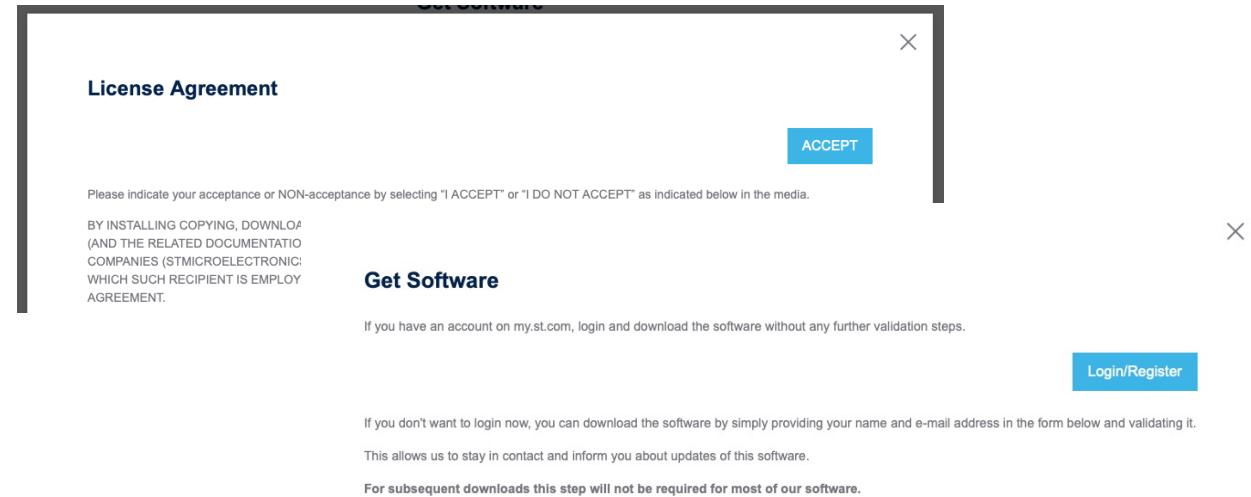 Get Software
License Agreement
ACCEPT
Please indicate your acceptance or NON-acceptance by selecting “I ACCEPT” or “I DO NOT ACCEPT” as indicated below in the media.
BY INSTALLING COPYING, DOWNLOA
(AND THE RELATED DOCUMENTATIO
COMPANIES (STMICROELECTRONICS
WHICH SUCH RECIPIENT IS EMPLOY
AGREEMENT.
Get Software
If you have an account on my.st.com, login and download the software without any further validation steps.
Login/Register
If you don't want to login now, you can download the software by simply providing your name and e-mail address in the form below and validating it.
This allows us to stay in contact and inform you about updates of this software.
For subsequent downloads this step will not be required for most of our software.